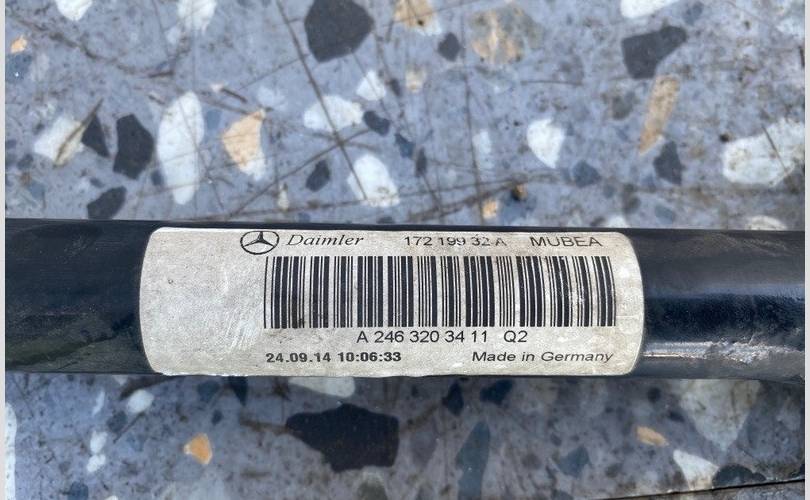 Daimler 172 199 32 A MUBEA
A 246 320 34 11 Q2
24.09.14 10:06:33 Made in Germany